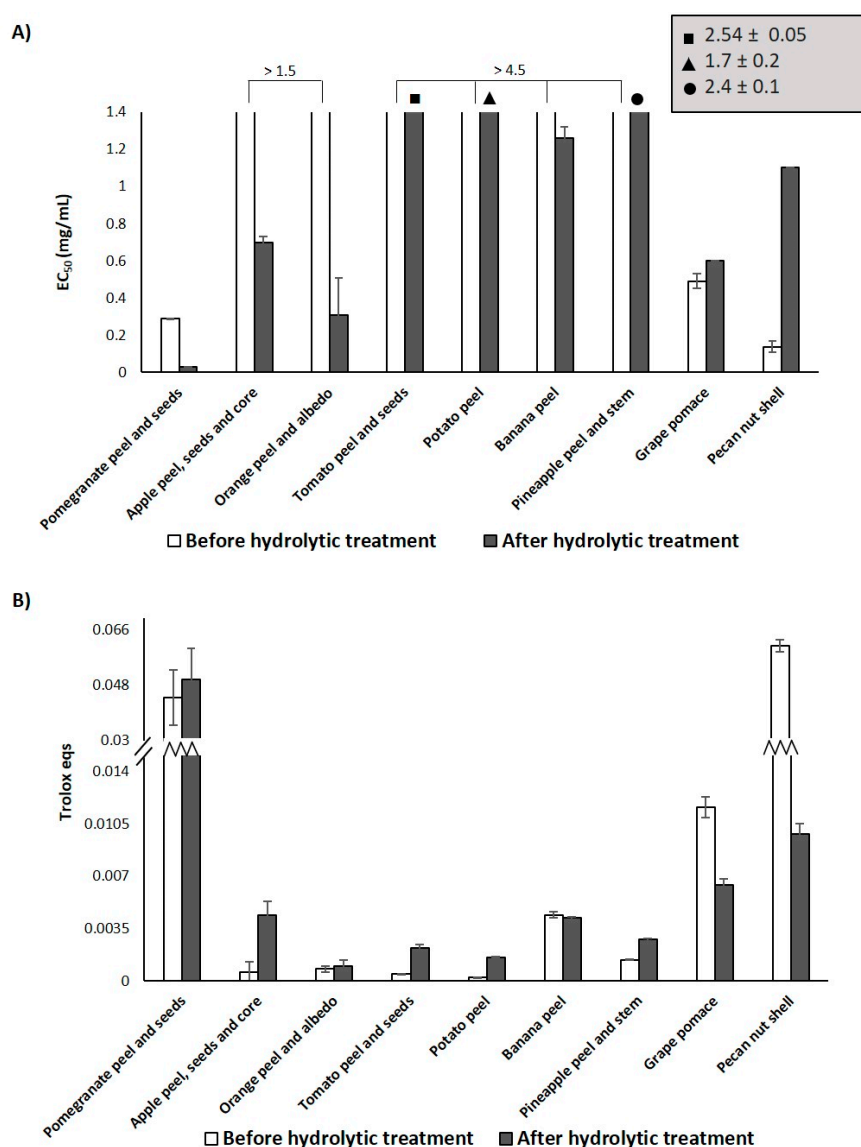 A)
> 1.5
> 4.5
■ 2.54 ± 0.05
▲ 1.7 ± 0.2
● 2.4 ± 0.1
EC₅₀ (mg/mL)
1.4
1.2
1
0.8
0.6
0.4
0.2
0
Pomegranate peel and seeds
Apple peel, seeds and core
Orange peel and albedo
Tomato peel and seeds
Potato peel
Banana peel
Pineapple peel and stem
Grape pomace
Pecan nut shell
Before hydrolytic treatment
After hydrolytic treatment
B)
Trolox eqs
0.066
0.048
0.03
0.014
0.0105
0.007
0.0035
0
Pomegranate peel and seeds
Apple peel, seeds and core
Orange peel and albedo
Tomato peel and seeds
Potato peel
Banana peel
Pineapple peel and stem
Grape pomace
Pecan nut shell
Before hydrolytic treatment
After hydrolytic treatment